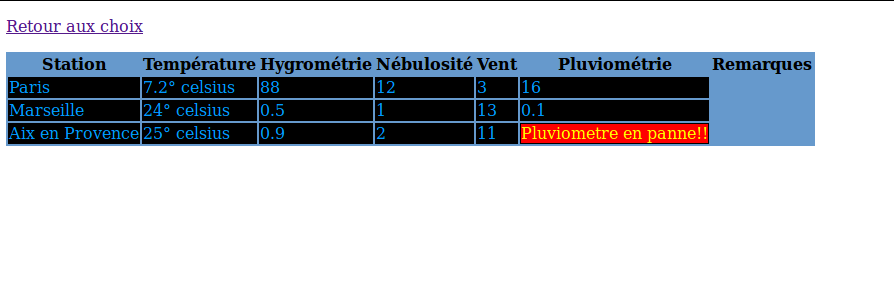 Retour aux choix
Station Température Hygrométrie Nébulosité Vent Pluviométrie Remarques
Paris 7.2° celsius 88 12 3 16
Marseille 24° celsius 0.5 1 13 0.1
Aix en Provence 25° celsius 0.9 2 11 Pluviometre en panne!!